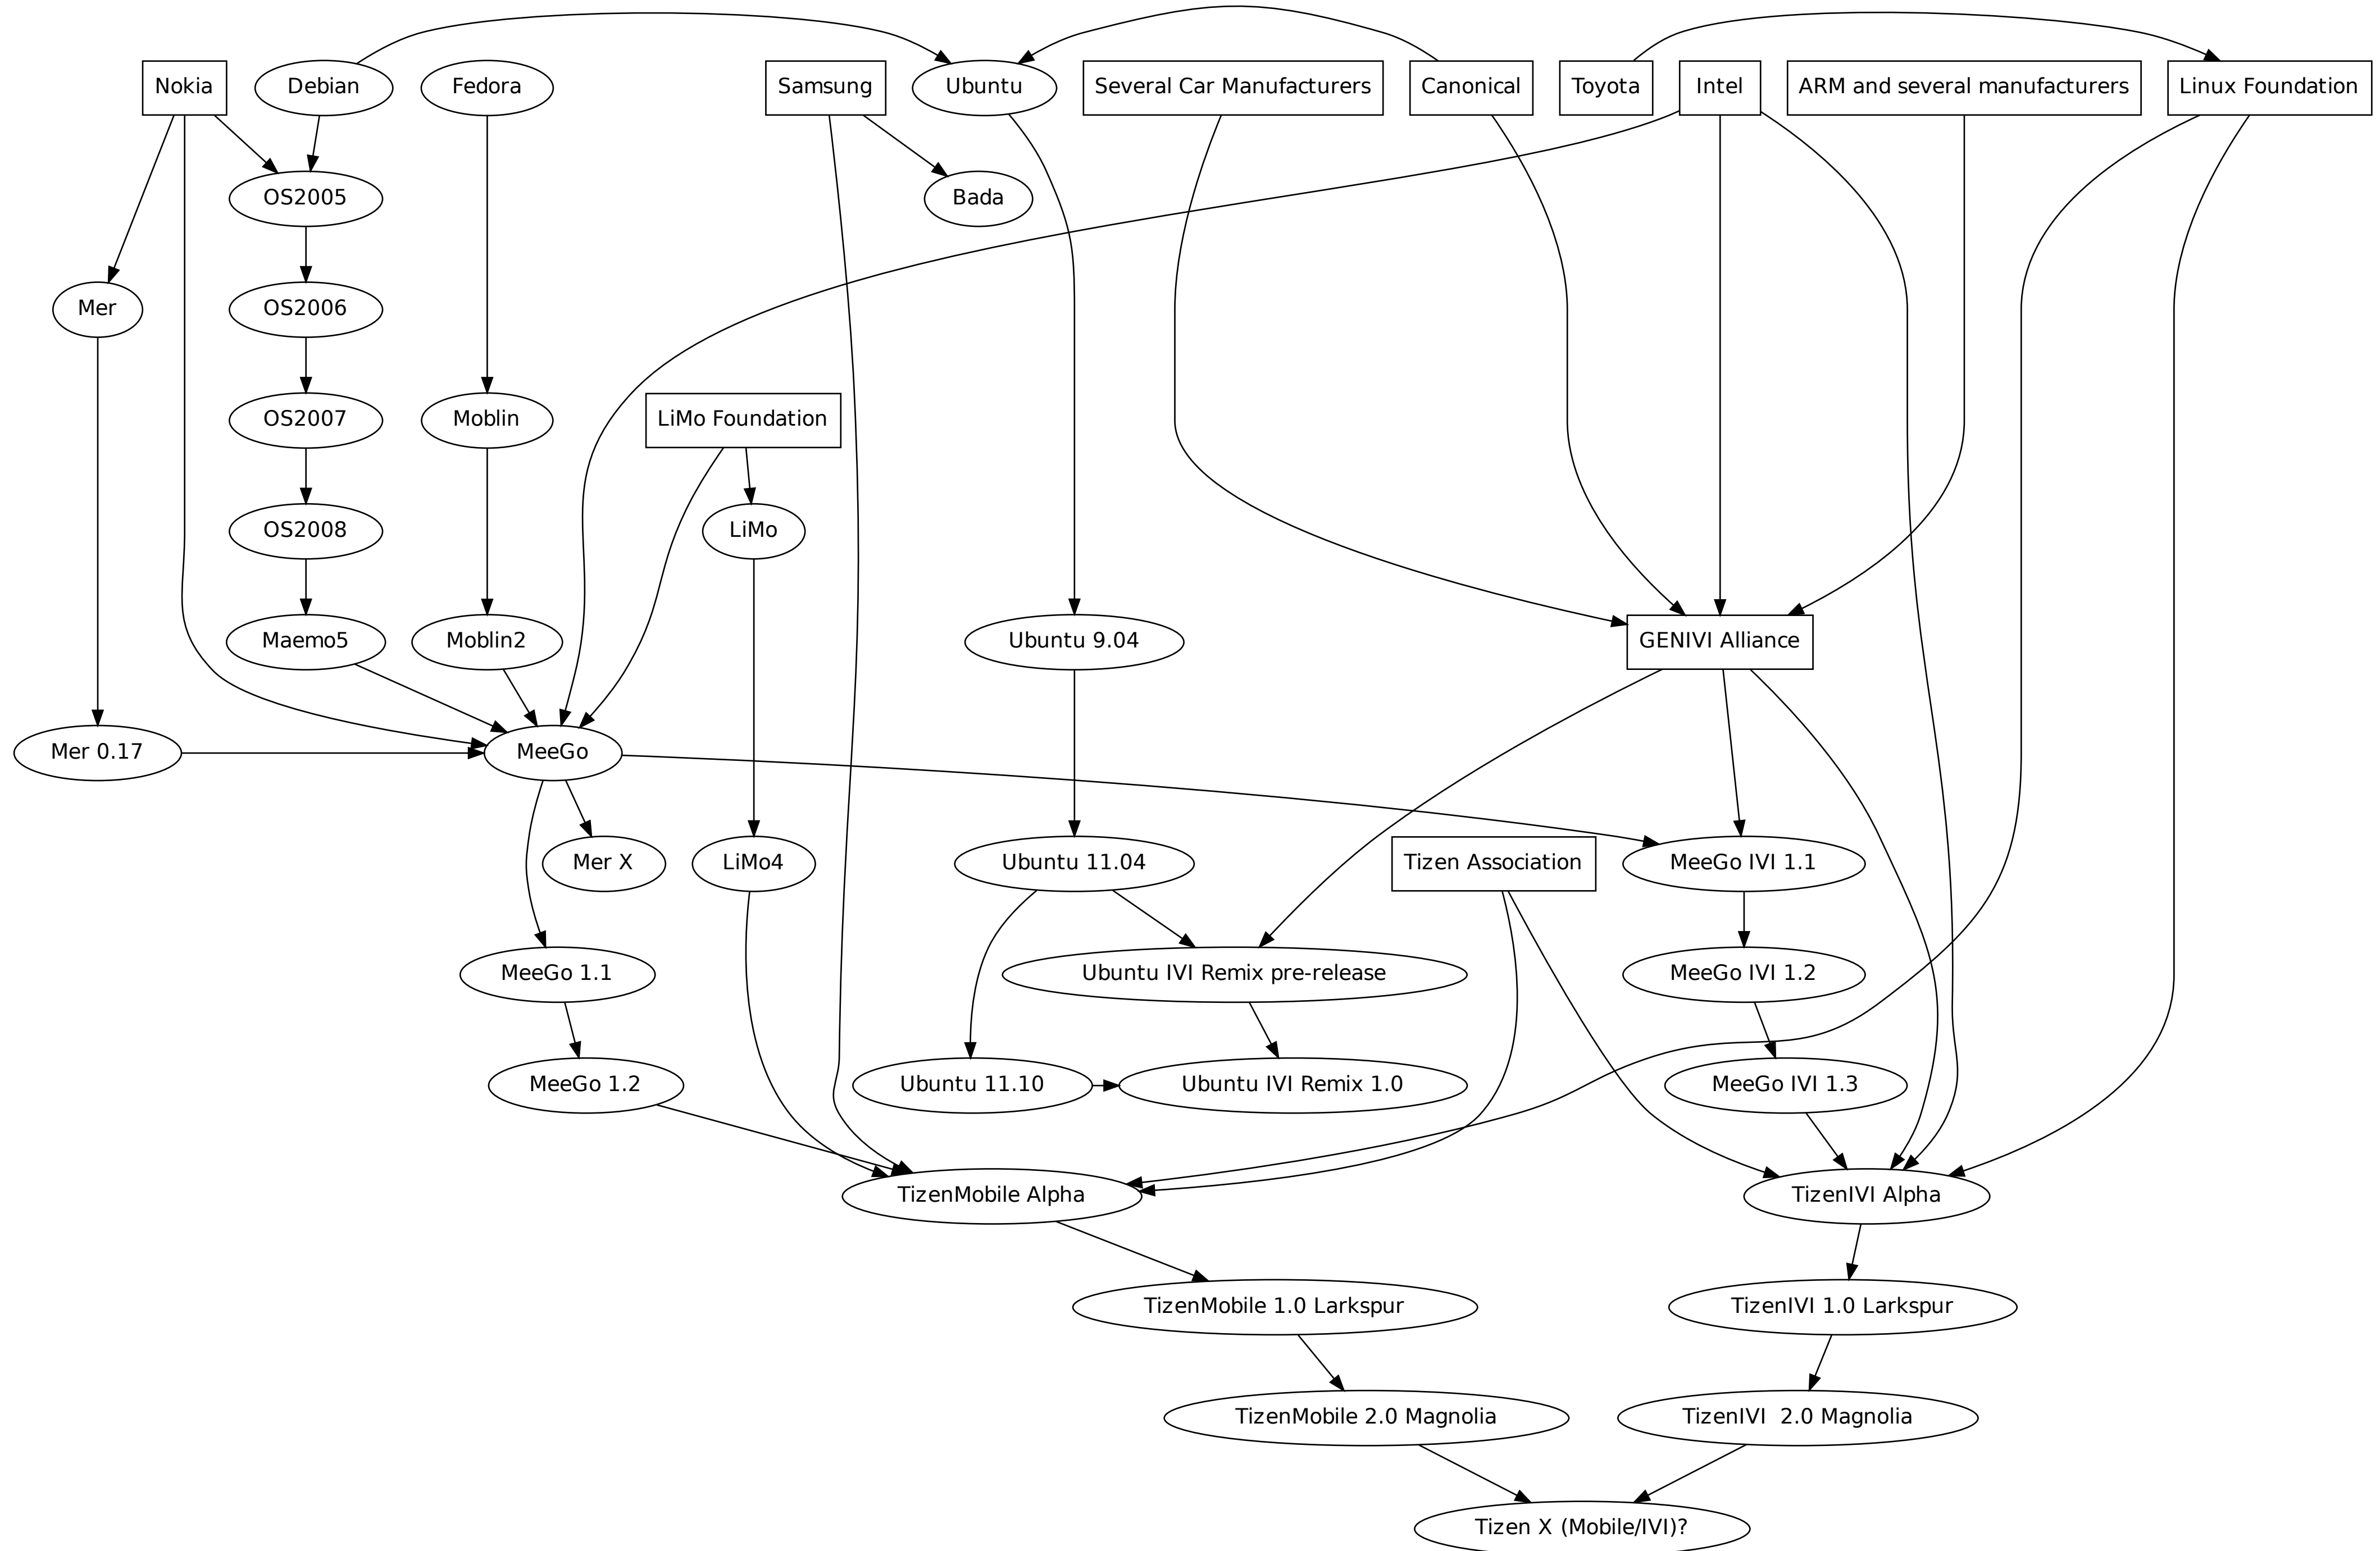 Nokia
Debian
Fedora
Samsung
Ubuntu
Several Car Manufacturers
Canonical
Toyota
Intel
ARM and several manufacturers
Linux Foundation
OS2005
Bada
Mer
OS2006
OS2007
Moblin
LiMo Foundation
OS2008
LiMo
Maemo5
Moblin2
Ubuntu 9.04
GENIVI Alliance
Mer 0.17
MeeGo
Mer X
LiMo4
Ubuntu 11.04
Tizen Association
MeeGo IVI 1.1
MeeGo 1.1
Ubuntu IVI Remix pre-release
MeeGo IVI 1.2
MeeGo 1.2
Ubuntu 11.10
Ubuntu IVI Remix 1.0
MeeGo IVI 1.3
TizenMobile Alpha
TizenIVI Alpha
TizenMobile 1.0 Larkspur
TizenIVI 1.0 Larkspur
TizenMobile 2.0 Magnolia
TizenIVI  2.0 Magnolia
Tizen X (Mobile/IVI)?